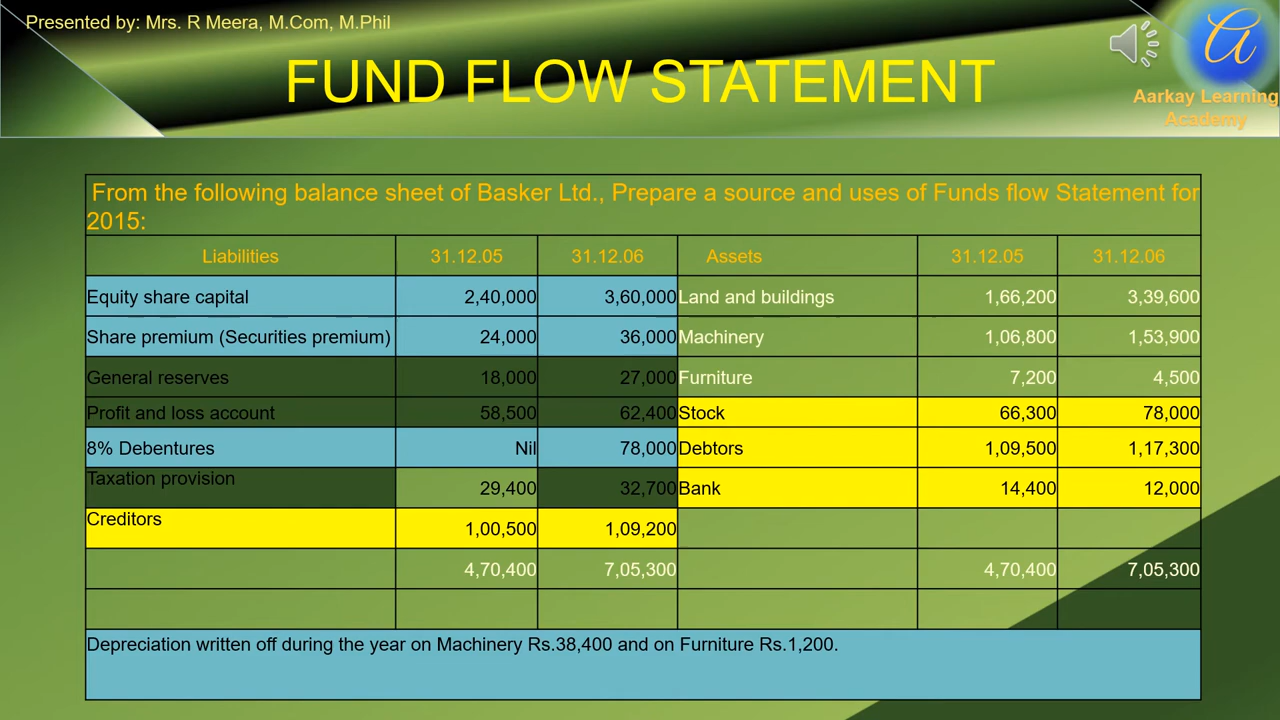 Presented by: Mrs. R Meera, M.Com, M.Phil
FUND FLOW STATEMENT
Aarkay Learning
Academy
From the following balance sheet of Basker Ltd., Prepare a source and uses of Funds flow Statement for
2015:
Liabilities 31.12.05 31.12.06 Assets 31.12.05 31.12.06
Equity share capital 2,40,000 3,60,000 Land and buildings 1,66,200 3,39,600
Share premium (Securities premium) 24,000 36,000 Machinery 1,06,800 1,53,900
General reserves 18,000 27,000 Furniture 7,200 4,500
Profit and loss account 58,500 62,400 Stock 66,300 78,000
8% Debentures Nil 78,000 Debtors 1,09,500 1,17,300
Taxation provision 29,400 32,700 Bank 14,400 12,000
Creditors 1,00,500 1,09,200
4,70,400 7,05,300 4,70,400 7,05,300
Depreciation written off during the year on Machinery Rs.38,400 and on Furniture Rs.1,200.